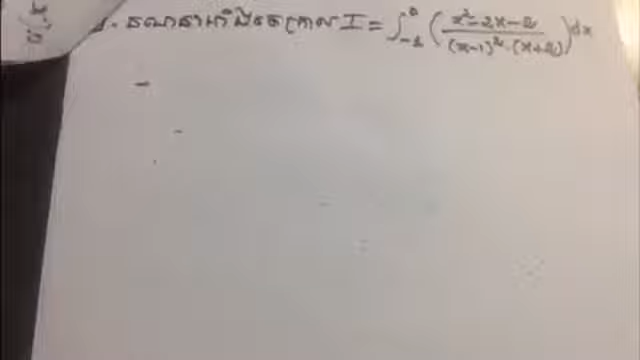 គណនាអាំងតេក្រាល I = ∫₋₁⁰ (x²-2x-2 / (x-1)²·(x+2)) dx